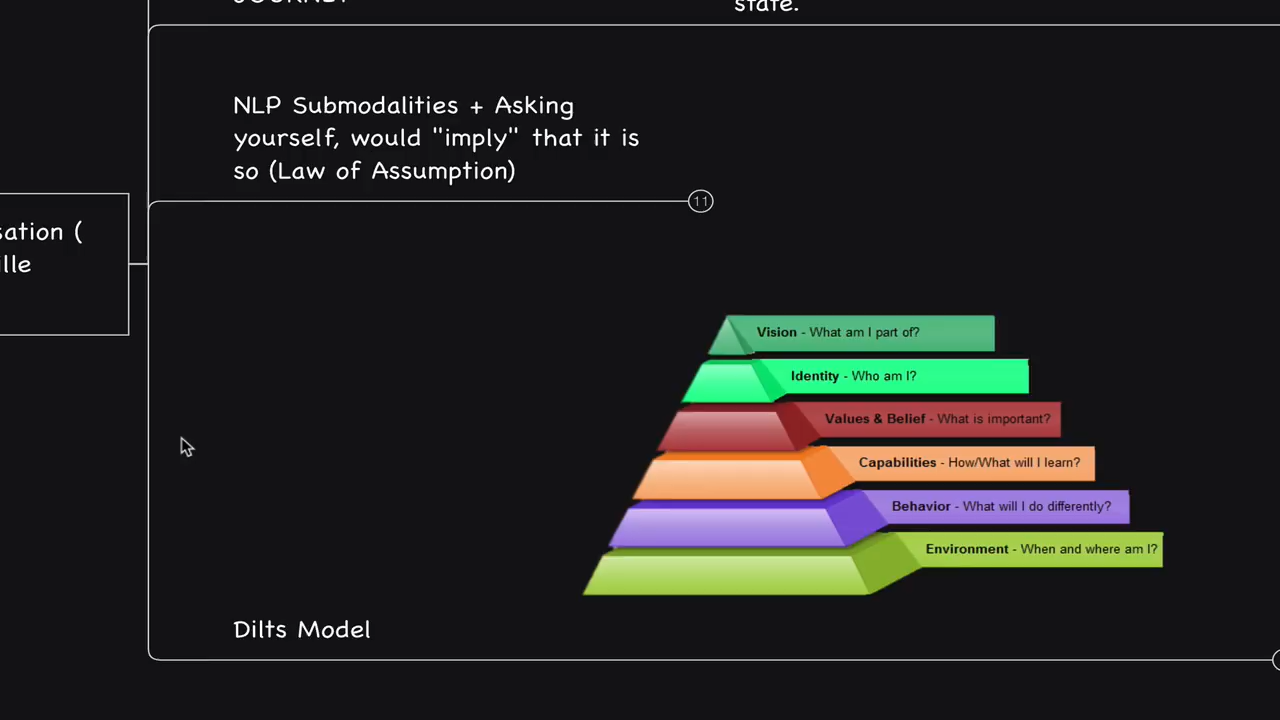 state.
NLP Submodalities + Asking
yourself, would "imply" that it is
so (Law of Assumption)
11
sation (
ille
Vision - What am I part of?
Identity - Who am I?
Values & Belief - What is important?
Capabilities - How/What will I learn?
Behavior - What will I do differently?
Environment - When and where am I?
Dilts Model